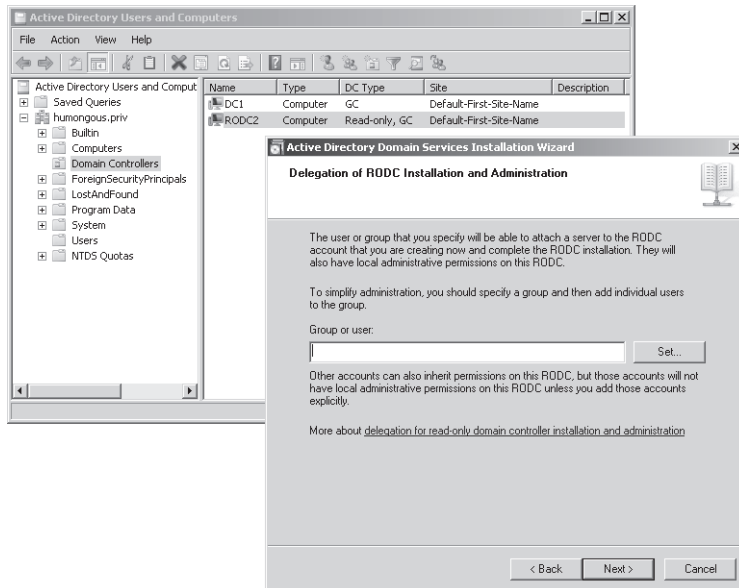 Active Directory Users and Computers
File Action View Help
Active Directory Users and Comput
Saved Queries
humongous.priv
Builtin
Computers
Domain Controllers
ForeignSecurityPrincipals
LostAndFound
Program Data
System
Users
NTDS Quotas
Name Type DC Type Site Description
DC1 Computer GC Default-First-Site-Name
RODC2 Computer Read-only, GC Default-First-Site-Name
Active Directory Domain Services Installation Wizard
Delegation of RODC Installation and Administration
The user or group that you specify will be able to attach a server to the RODC
account that you are creating now and complete the RODC installation. They will
also have local administrative permissions on this RODC.
To simplify administration, you should specify a group and then add individual users
to the group.
Group or user:
Set...
Other accounts can also inherit permissions on this RODC, but those accounts will not
have local administrative permissions on this RODC unless you add those accounts
explicitly.
More about delegation for read-only domain controller installation and administration
< Back Next > Cancel